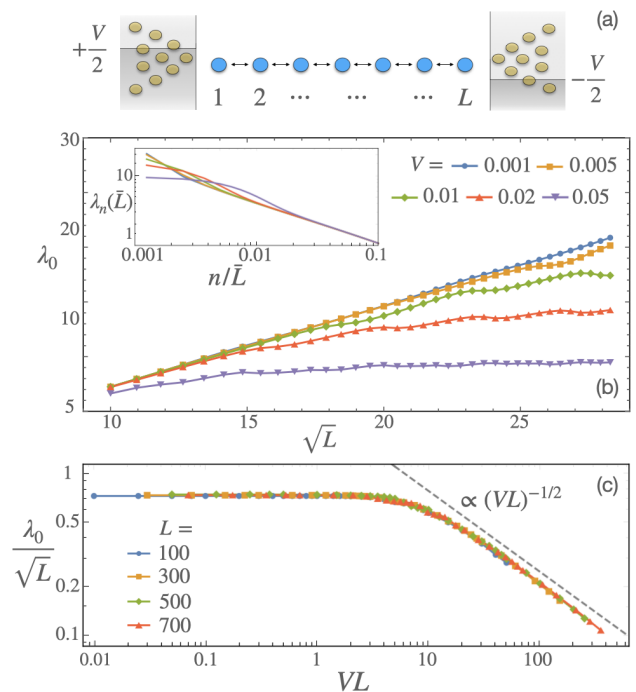 (a)
+V/2
1 2 ... ... ... L
−V/2
30
20
10
5
λ₀
V = 0.001 0.005
0.01 0.02 0.05
10
1
λₙ(L̄)
0.001 0.01 0.1
n/L̄
(b)
10 15 20 25
√L
1
0.5
0.2
0.1
λ₀/√L
(c)
∝ (VL)^{−1/2}
L =
100
300
500
700
0.01 0.1 1 10 100
VL